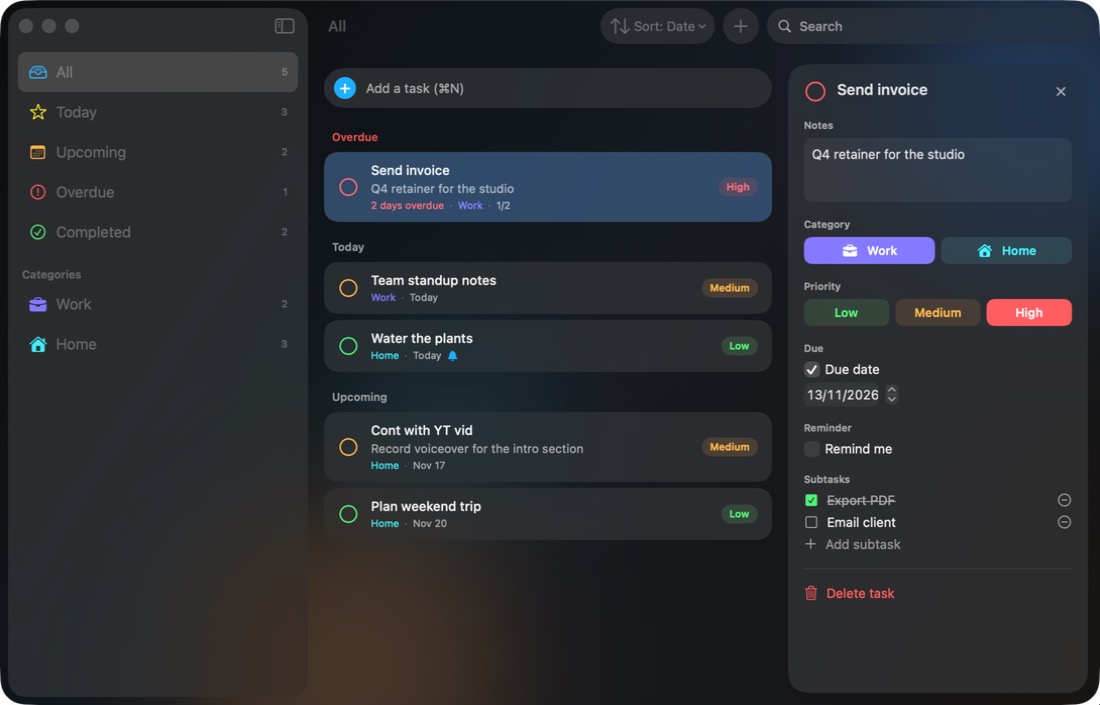 All
Sort: Date
Search
All 5
Today 3
Upcoming 2
Overdue 1
Completed 2
Categories
Work 2
Home 3
Add a task (⌘N)
Overdue
Send invoice
Q4 retainer for the studio
2 days overdue · Work · 1/2
High
Today
Team standup notes
Work · Today
Medium
Water the plants
Home · Today
Low
Upcoming
Cont with YT vid
Record voiceover for the intro section
Home · Nov 17
Medium
Plan weekend trip
Home · Nov 20
Low
Send invoice
Notes
Q4 retainer for the studio
Category
Work Home
Priority
Low Medium High
Due
Due date
13/11/2026
Reminder
Remind me
Subtasks
Export PDF
Email client
Add subtask
Delete task